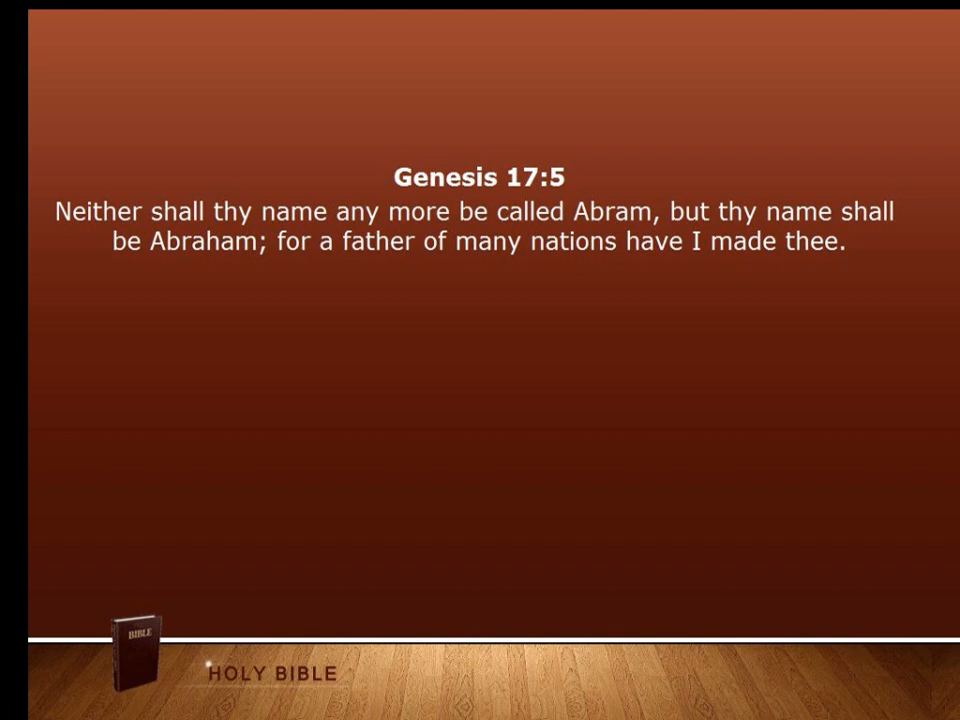 Genesis 17:5
Neither shall thy name any more be called Abram, but thy name shall
be Abraham; for a father of many nations have I made thee.
BIBLE
HOLY BIBLE